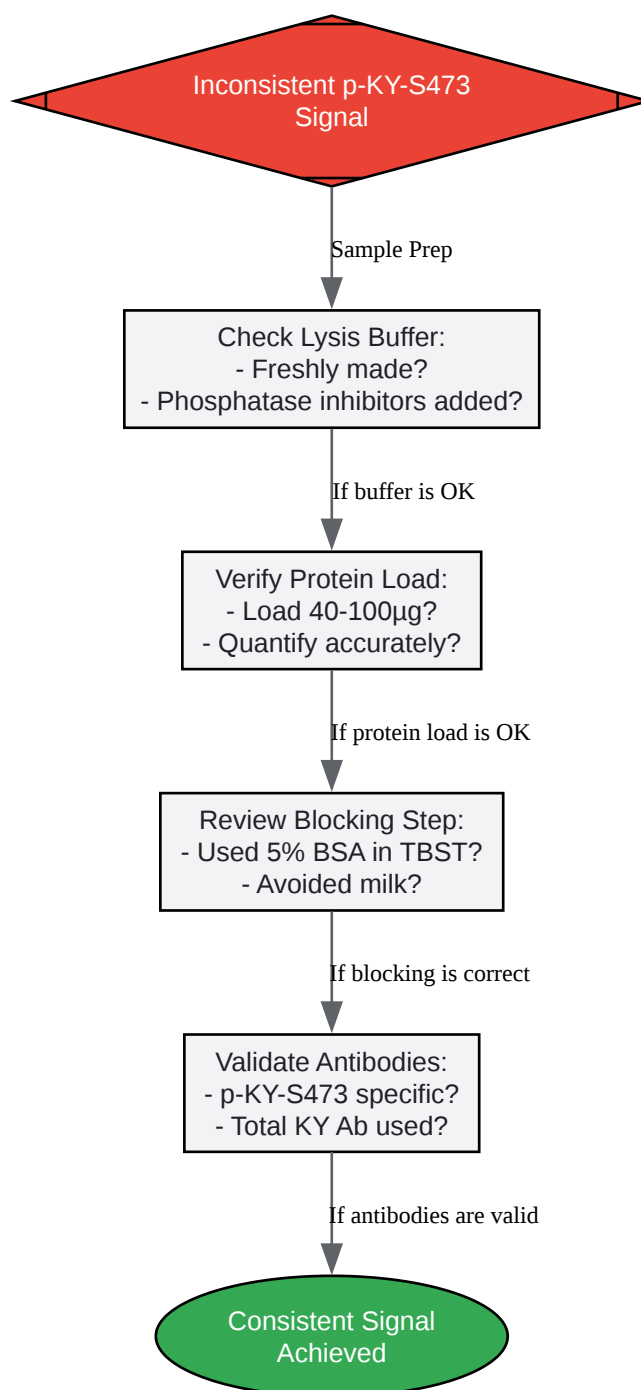 Inconsistent p-KY-S473
Signal
Sample Prep
Check Lysis Buffer:
- Freshly made?
- Phosphatase inhibitors added?
If buffer is OK
Verify Protein Load:
- Load 40-100µg?
- Quantify accurately?
If protein load is OK
Review Blocking Step:
- Used 5% BSA in TBST?
- Avoided milk?
If blocking is correct
Validate Antibodies:
- p-KY-S473 specific?
- Total KY Ab used?
If antibodies are valid
Consistent Signal
Achieved